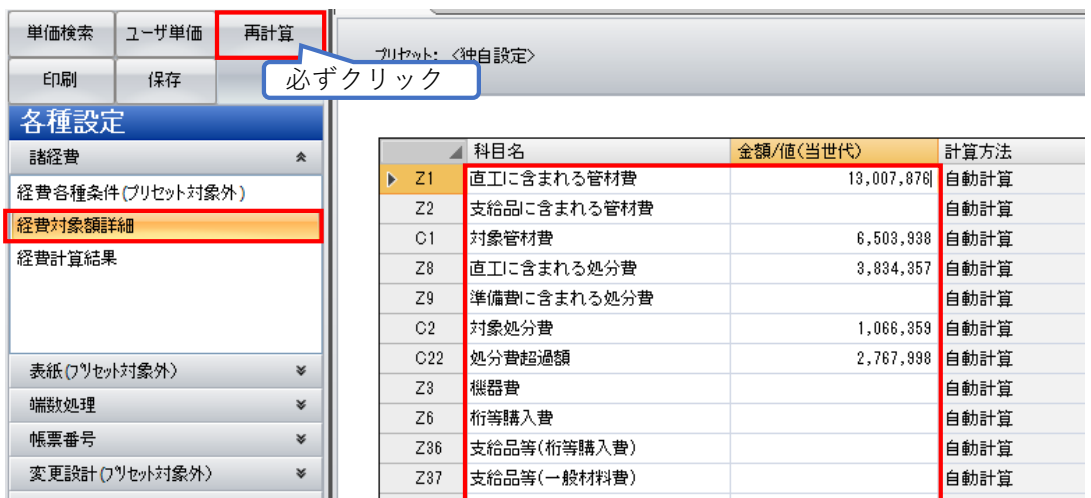 単価検索 ユーザ単価 再計算
印刷 保存
必ずクリック
各種設定
諸経費
経費各種条件(プリセット対象外)
経費対象額詳細
経費計算結果
表紙(プリセット対象外)
端数処理
帳票番号
変更設計(プリセット対象外)
プリセット: <独自設定>
科目名 金額/値(当世代) 計算方法
Z1 直工に含まれる管材費 13,007,876 自動計算
Z2 支給品に含まれる管材費 自動計算
C1 対象管材費 6,503,938 自動計算
Z8 直工に含まれる処分費 3,834,357 自動計算
Z9 準備費に含まれる処分費 自動計算
C2 対象処分費 1,066,359 自動計算
C22 処分費超過額 2,767,998 自動計算
Z3 機器費 自動計算
Z6 桁等購入費 自動計算
Z36 支給品等(桁等購入費) 自動計算
Z37 支給品等(一般材料費) 自動計算